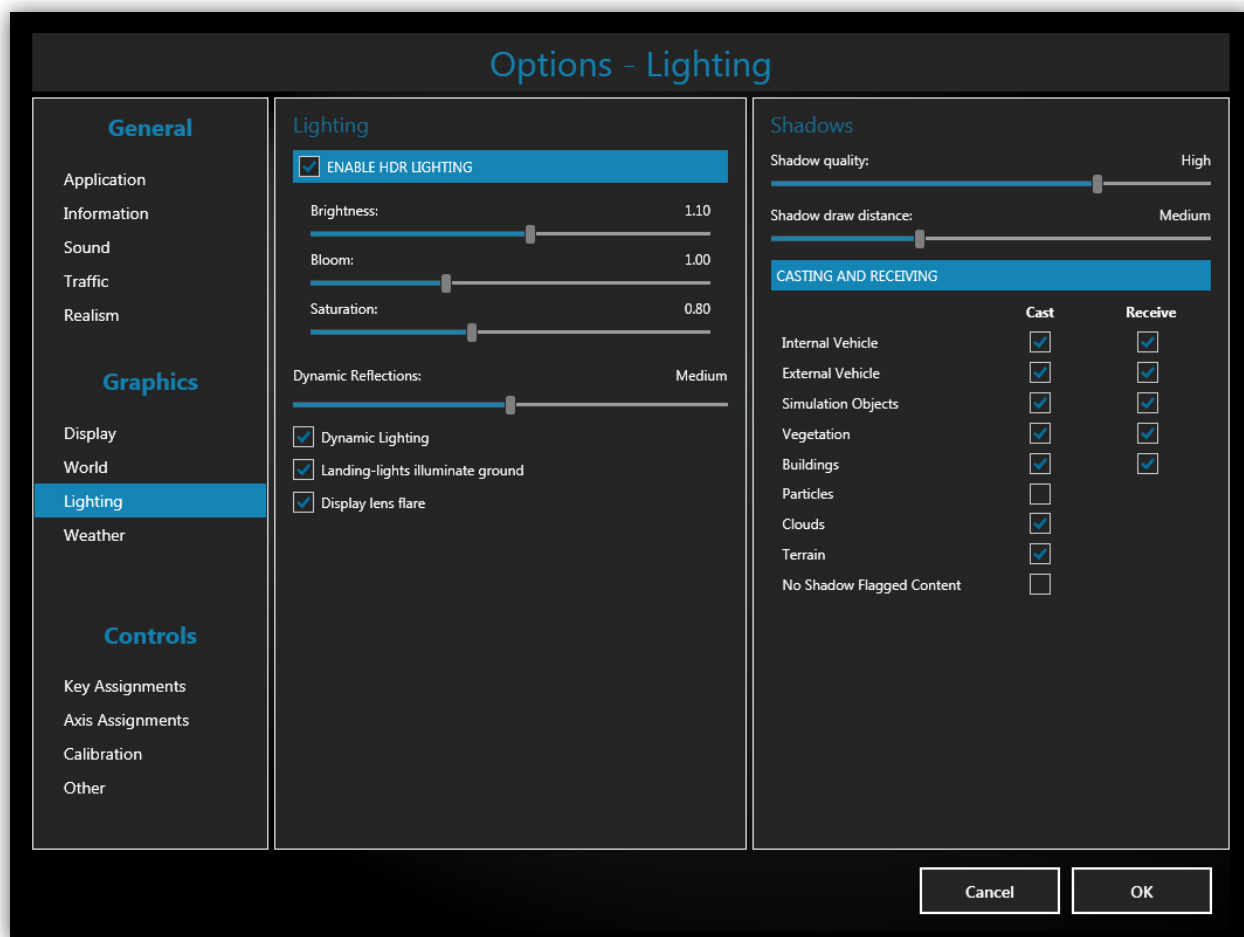 Options - Lighting
General
Application
Information
Sound
Traffic
Realism
Graphics
Display
World
Lighting
Weather
Controls
Key Assignments
Axis Assignments
Calibration
Other
Lighting
ENABLE HDR LIGHTING
Brightness: 1.10
Bloom: 1.00
Saturation: 0.80
Dynamic Reflections: Medium
Dynamic Lighting
Landing-lights illuminate ground
Display lens flare
Shadows
Shadow quality: High
Shadow draw distance: Medium
CASTING AND RECEIVING
Cast Receive
Internal Vehicle
External Vehicle
Simulation Objects
Vegetation
Buildings
Particles
Clouds
Terrain
No Shadow Flagged Content
Cancel OK